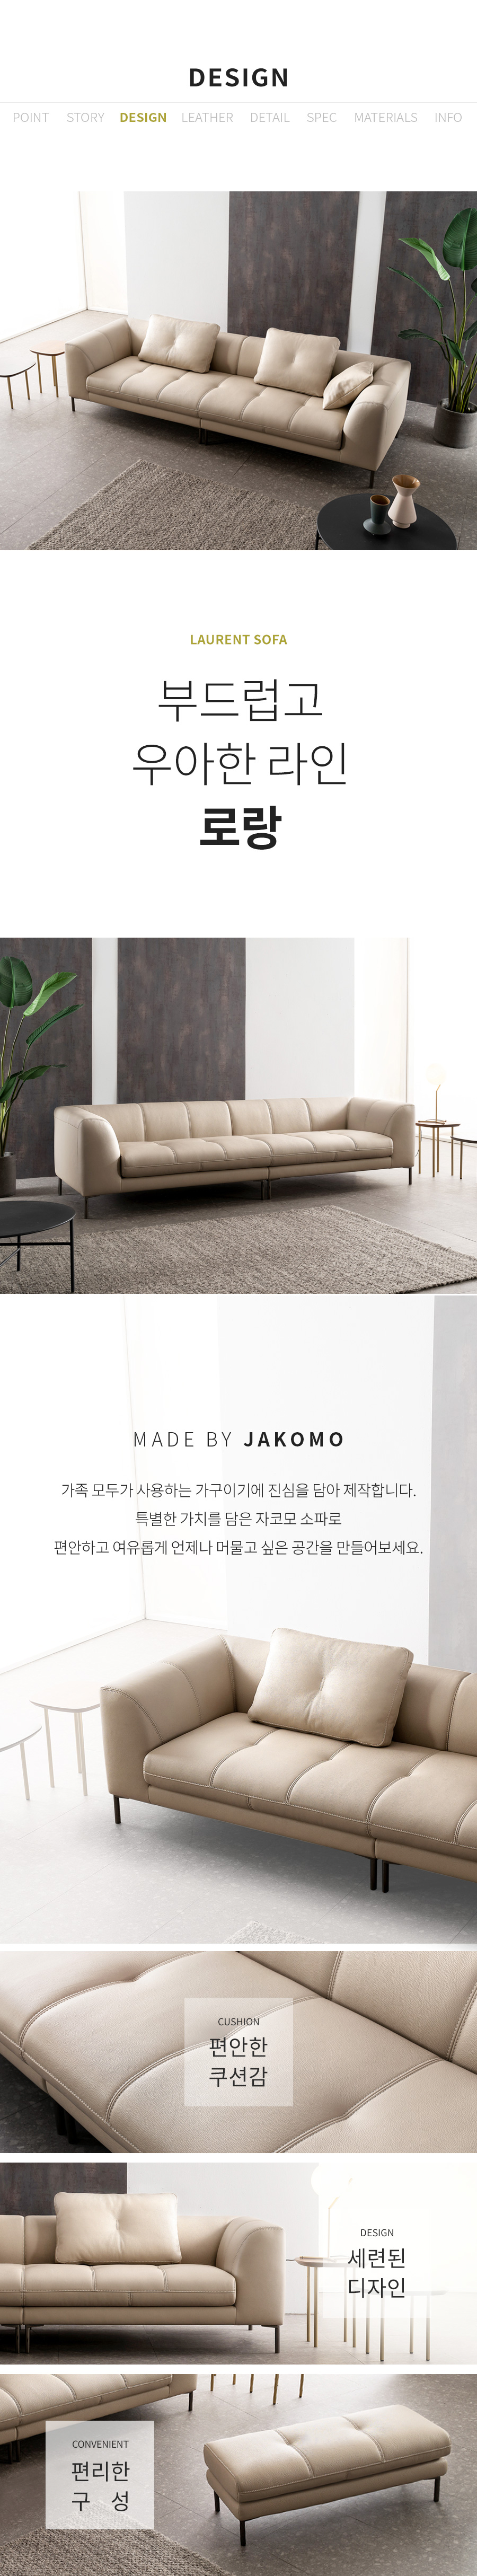 DESIGN
POINT STORY DESIGN LEATHER DETAIL SPEC MATERIALS INFO
LAURENT SOFA
부드럽고
우아한 라인
로랑
MADE BY JAKOMO
가족 모두가 사용하는 가구이기에 진심을 담아 제작합니다.
특별한 가치를 담은 자코모 소파로
편안하고 여유롭게 언제나 머물고 싶은 공간을 만들어보세요.
CUSHION
편안한
쿠션감
DESIGN
세련된
디자인
CONVENIENT
편리한
구 성